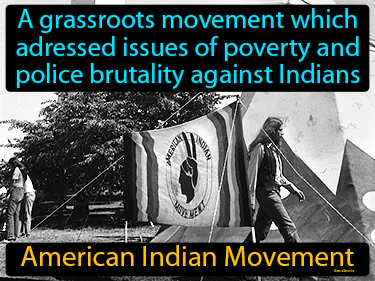 A grassroots movement which
adressed issues of poverty and
police brutality against Indians
AMERICAN INDIAN
MOVEMENT
American Indian Movement